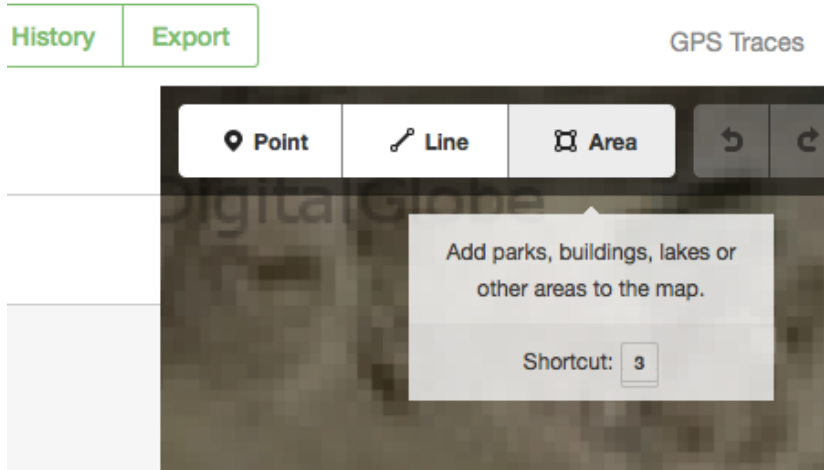 History Export
GPS Traces
Point Line Area
DigitalGlobe
Add parks, buildings, lakes or
other areas to the map.
Shortcut: 3